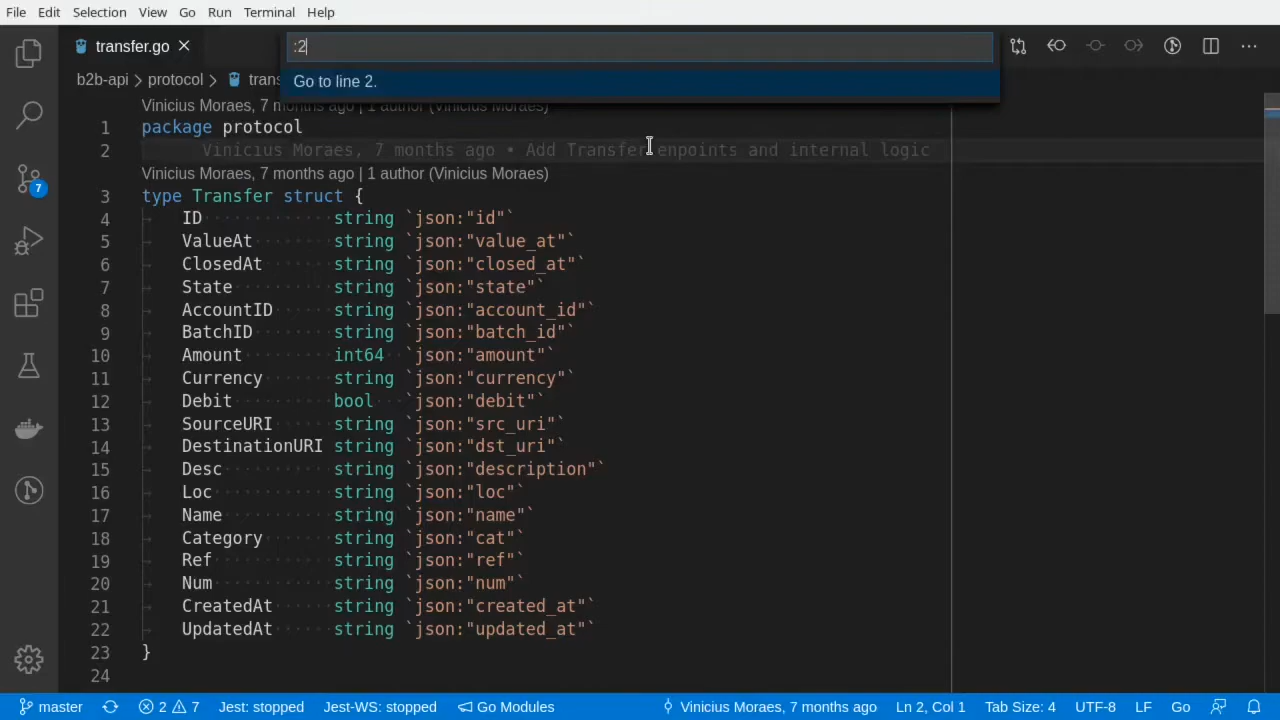 File Edit Selection View Go Run Terminal Help
transfer.go
:2
Go to line 2.
b2b-api protocol trans
Vinicius Moraes, 7 months ago | 1 author (Vinicius Moraes)
1 package protocol
2 Vinicius Moraes, 7 months ago • Add Transfer enpoints and internal logic
Vinicius Moraes, 7 months ago | 1 author (Vinicius Moraes)
3 type Transfer struct {
4 ID string `json:"id"`
5 ValueAt string `json:"value_at"`
6 ClosedAt string `json:"closed_at"`
7 State string `json:"state"`
8 AccountID string `json:"account_id"`
9 BatchID string `json:"batch_id"`
10 Amount int64 `json:"amount"`
11 Currency string `json:"currency"`
12 Debit bool `json:"debit"`
13 SourceURI string `json:"src_uri"`
14 DestinationURI string `json:"dst_uri"`
15 Desc string `json:"description"`
16 Loc string `json:"loc"`
17 Name string `json:"name"`
18 Category string `json:"cat"`
19 Ref string `json:"ref"`
20 Num string `json:"num"`
21 CreatedAt string `json:"created_at"`
22 UpdatedAt string `json:"updated_at"`
23 }
24
7
master 2 7 Jest: stopped Jest-WS: stopped Go Modules Vinicius Moraes, 7 months ago Ln 2, Col 1 Tab Size: 4 UTF-8 LF Go